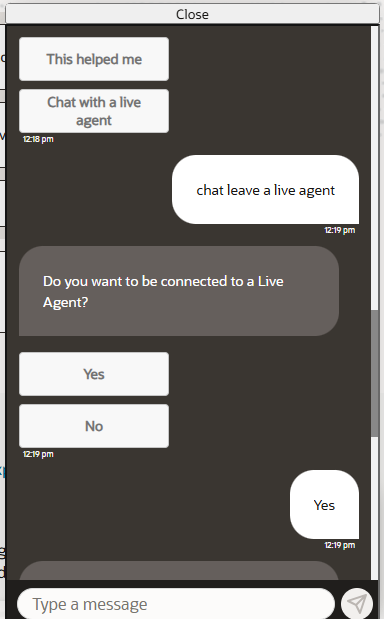 Close
This helped me
Chat with a live
agent
12:18 pm
chat leave a live agent
12:19 pm
Do you want to be connected to a Live
Agent?
Yes
No
12:19 pm
Yes
12:19 pm
Type a message